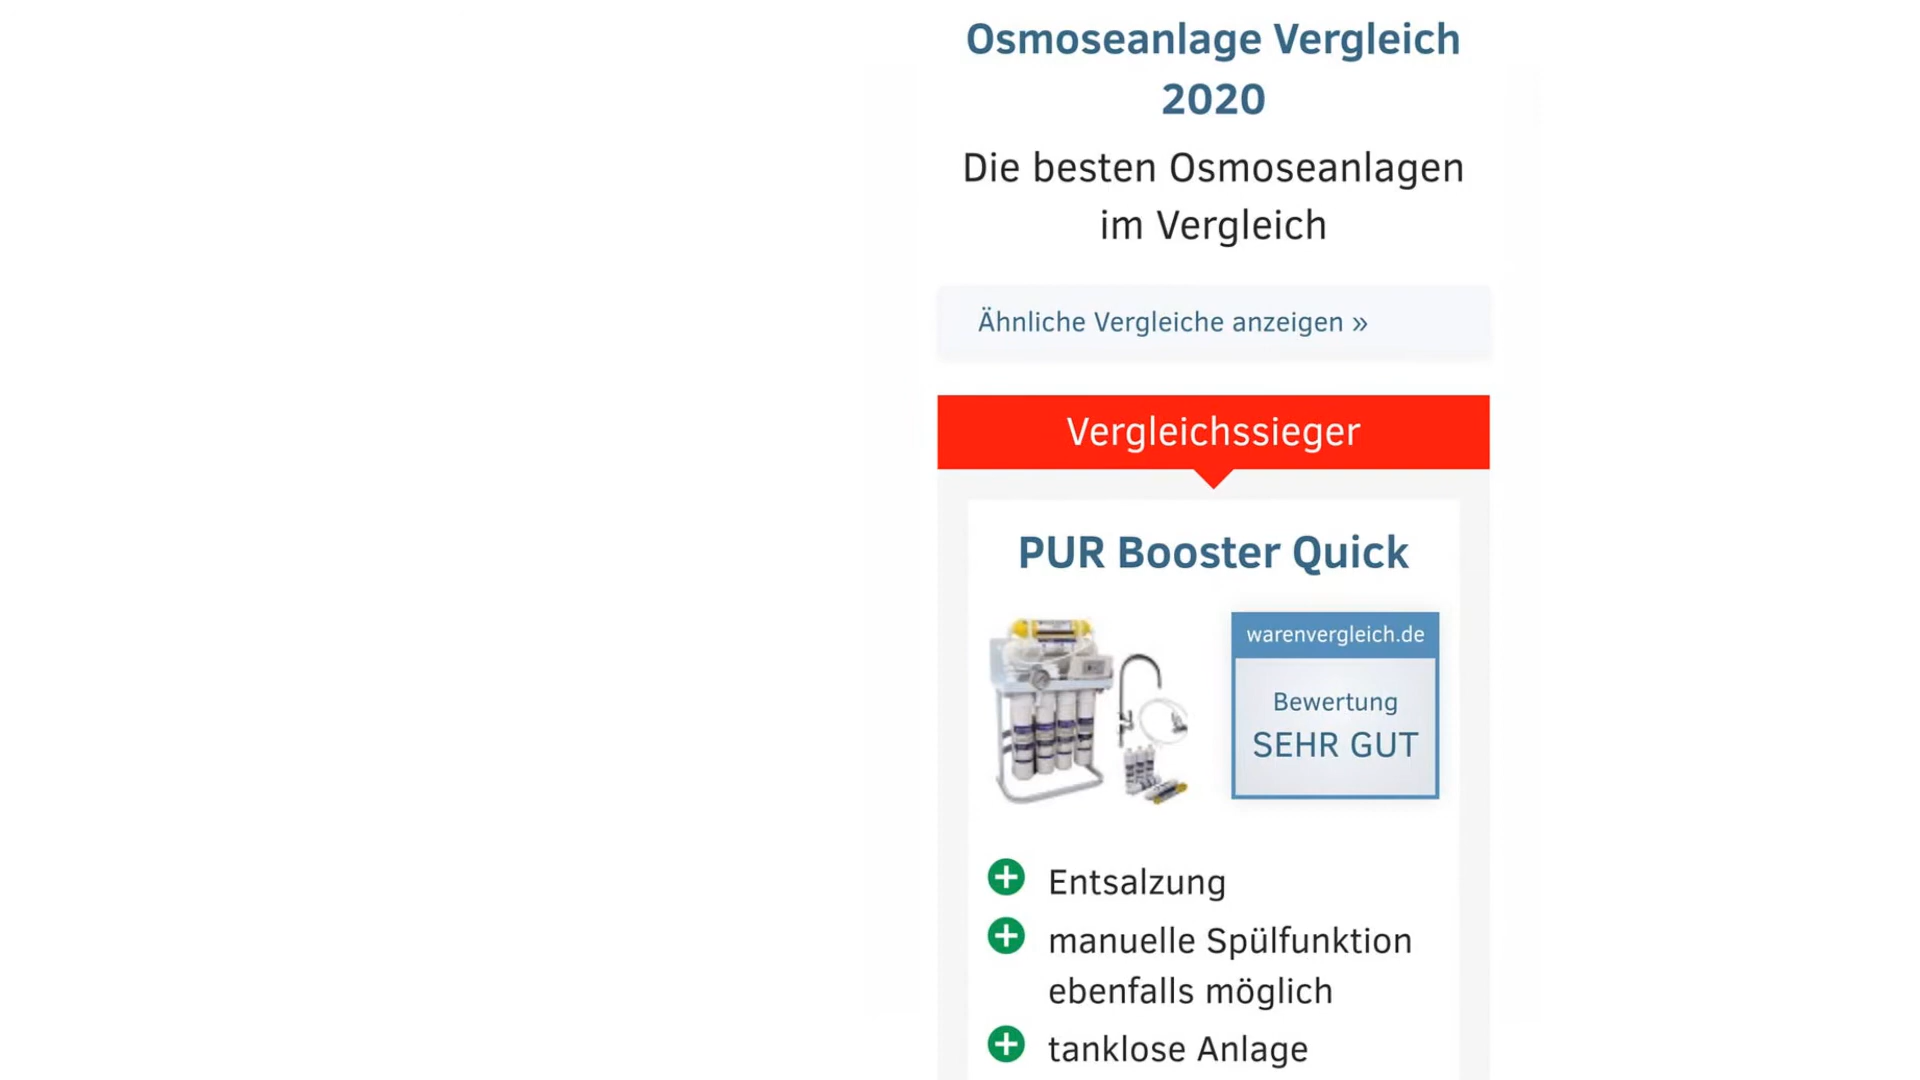 Osmoseanlage Vergleich
2020
Die besten Osmoseanlagen
im Vergleich
Ähnliche Vergleiche anzeigen »
Vergleichssieger
PUR Booster Quick
warenvergleich.de
Bewertung
SEHR GUT
Entsalzung
manuelle Spülfunktion
ebenfalls möglich
tanklose Anlage